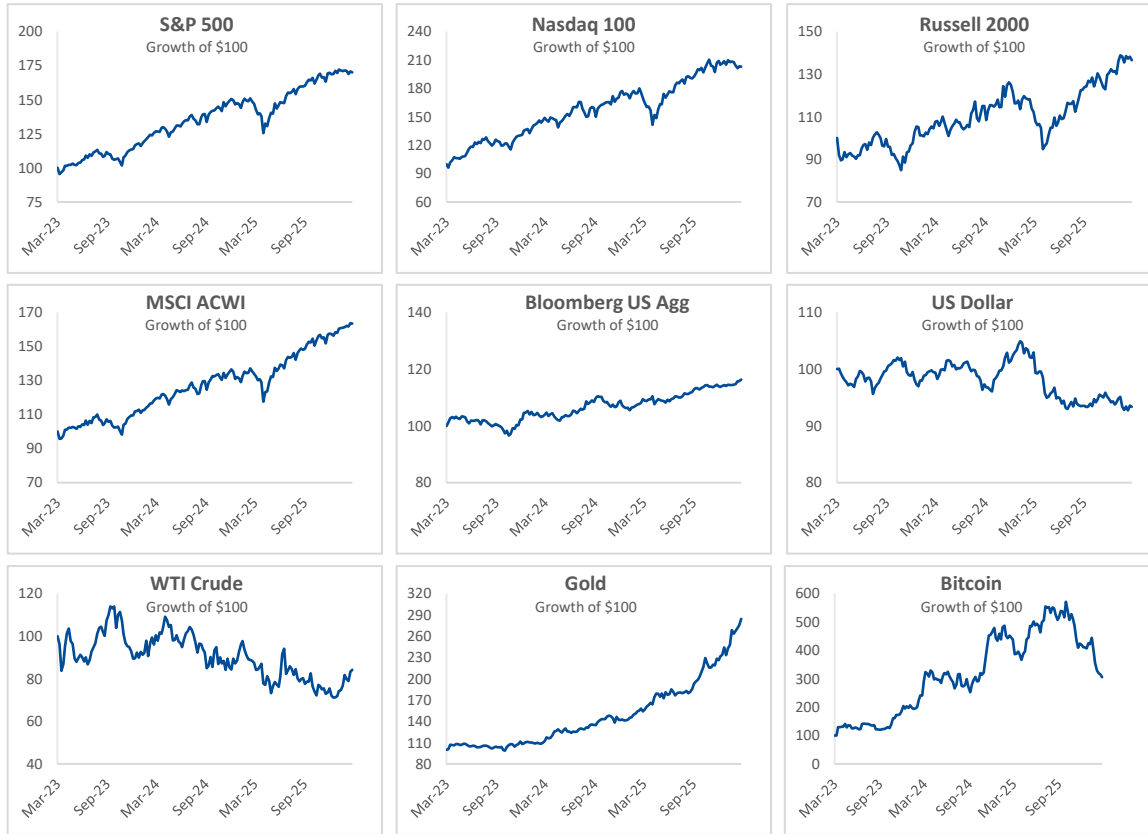 S&P 500
Growth of $100
200
175
150
125
100
75
Mar-23
Sep-23
Mar-24
Sep-24
Mar-25
Sep-25
Nasdaq 100
Growth of $100
210
180
150
120
90
60
Mar-23
Sep-23
Mar-24
Sep-24
Mar-25
Sep-25
Russell 2000
Growth of $100
150
130
110
90
70
Mar-23
Sep-23
Mar-24
Sep-24
Mar-25
Sep-25
MSCI ACWI
Growth of $100
170
150
130
110
90
70
Mar-23
Sep-23
Mar-24
Sep-24
Mar-25
Sep-25
Bloomberg US Agg
Growth of $100
140
120
100
80
Mar-23
Sep-23
Mar-24
Sep-24
Mar-25
Sep-25
US Dollar
Growth of $100
110
100
90
80
Mar-23
Sep-23
Mar-24
Sep-24
Mar-25
Sep-25
WTI Crude
Growth of $100
120
100
80
60
40
Mar-23
Sep-23
Mar-24
Sep-24
Mar-25
Sep-25
Gold
Growth of $100
320
290
260
230
200
170
140
110
80
Mar-23
Sep-23
Mar-24
Sep-24
Mar-25
Sep-25
Bitcoin
Growth of $100
600
500
400
300
200
100
0
Mar-23
Sep-23
Mar-24
Sep-24
Mar-25
Sep-25